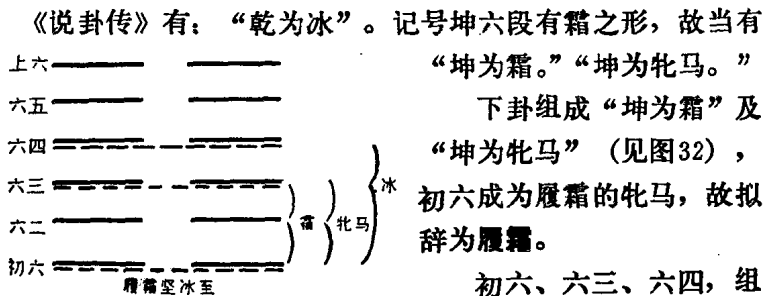 《说卦传》有：“乾为冰”。记号坤六段有霜之形，故当有
“坤为霜。”“坤为牝马。”
下卦组成“坤为霜”及
“坤为牝马”（见图32），
初六成为履霜的牝马，故拟
辞为履霜。
初六、六三、六四，组
上六
六五
六四
六三
六二
初六
霜
牝马
冰
履霜坚冰至